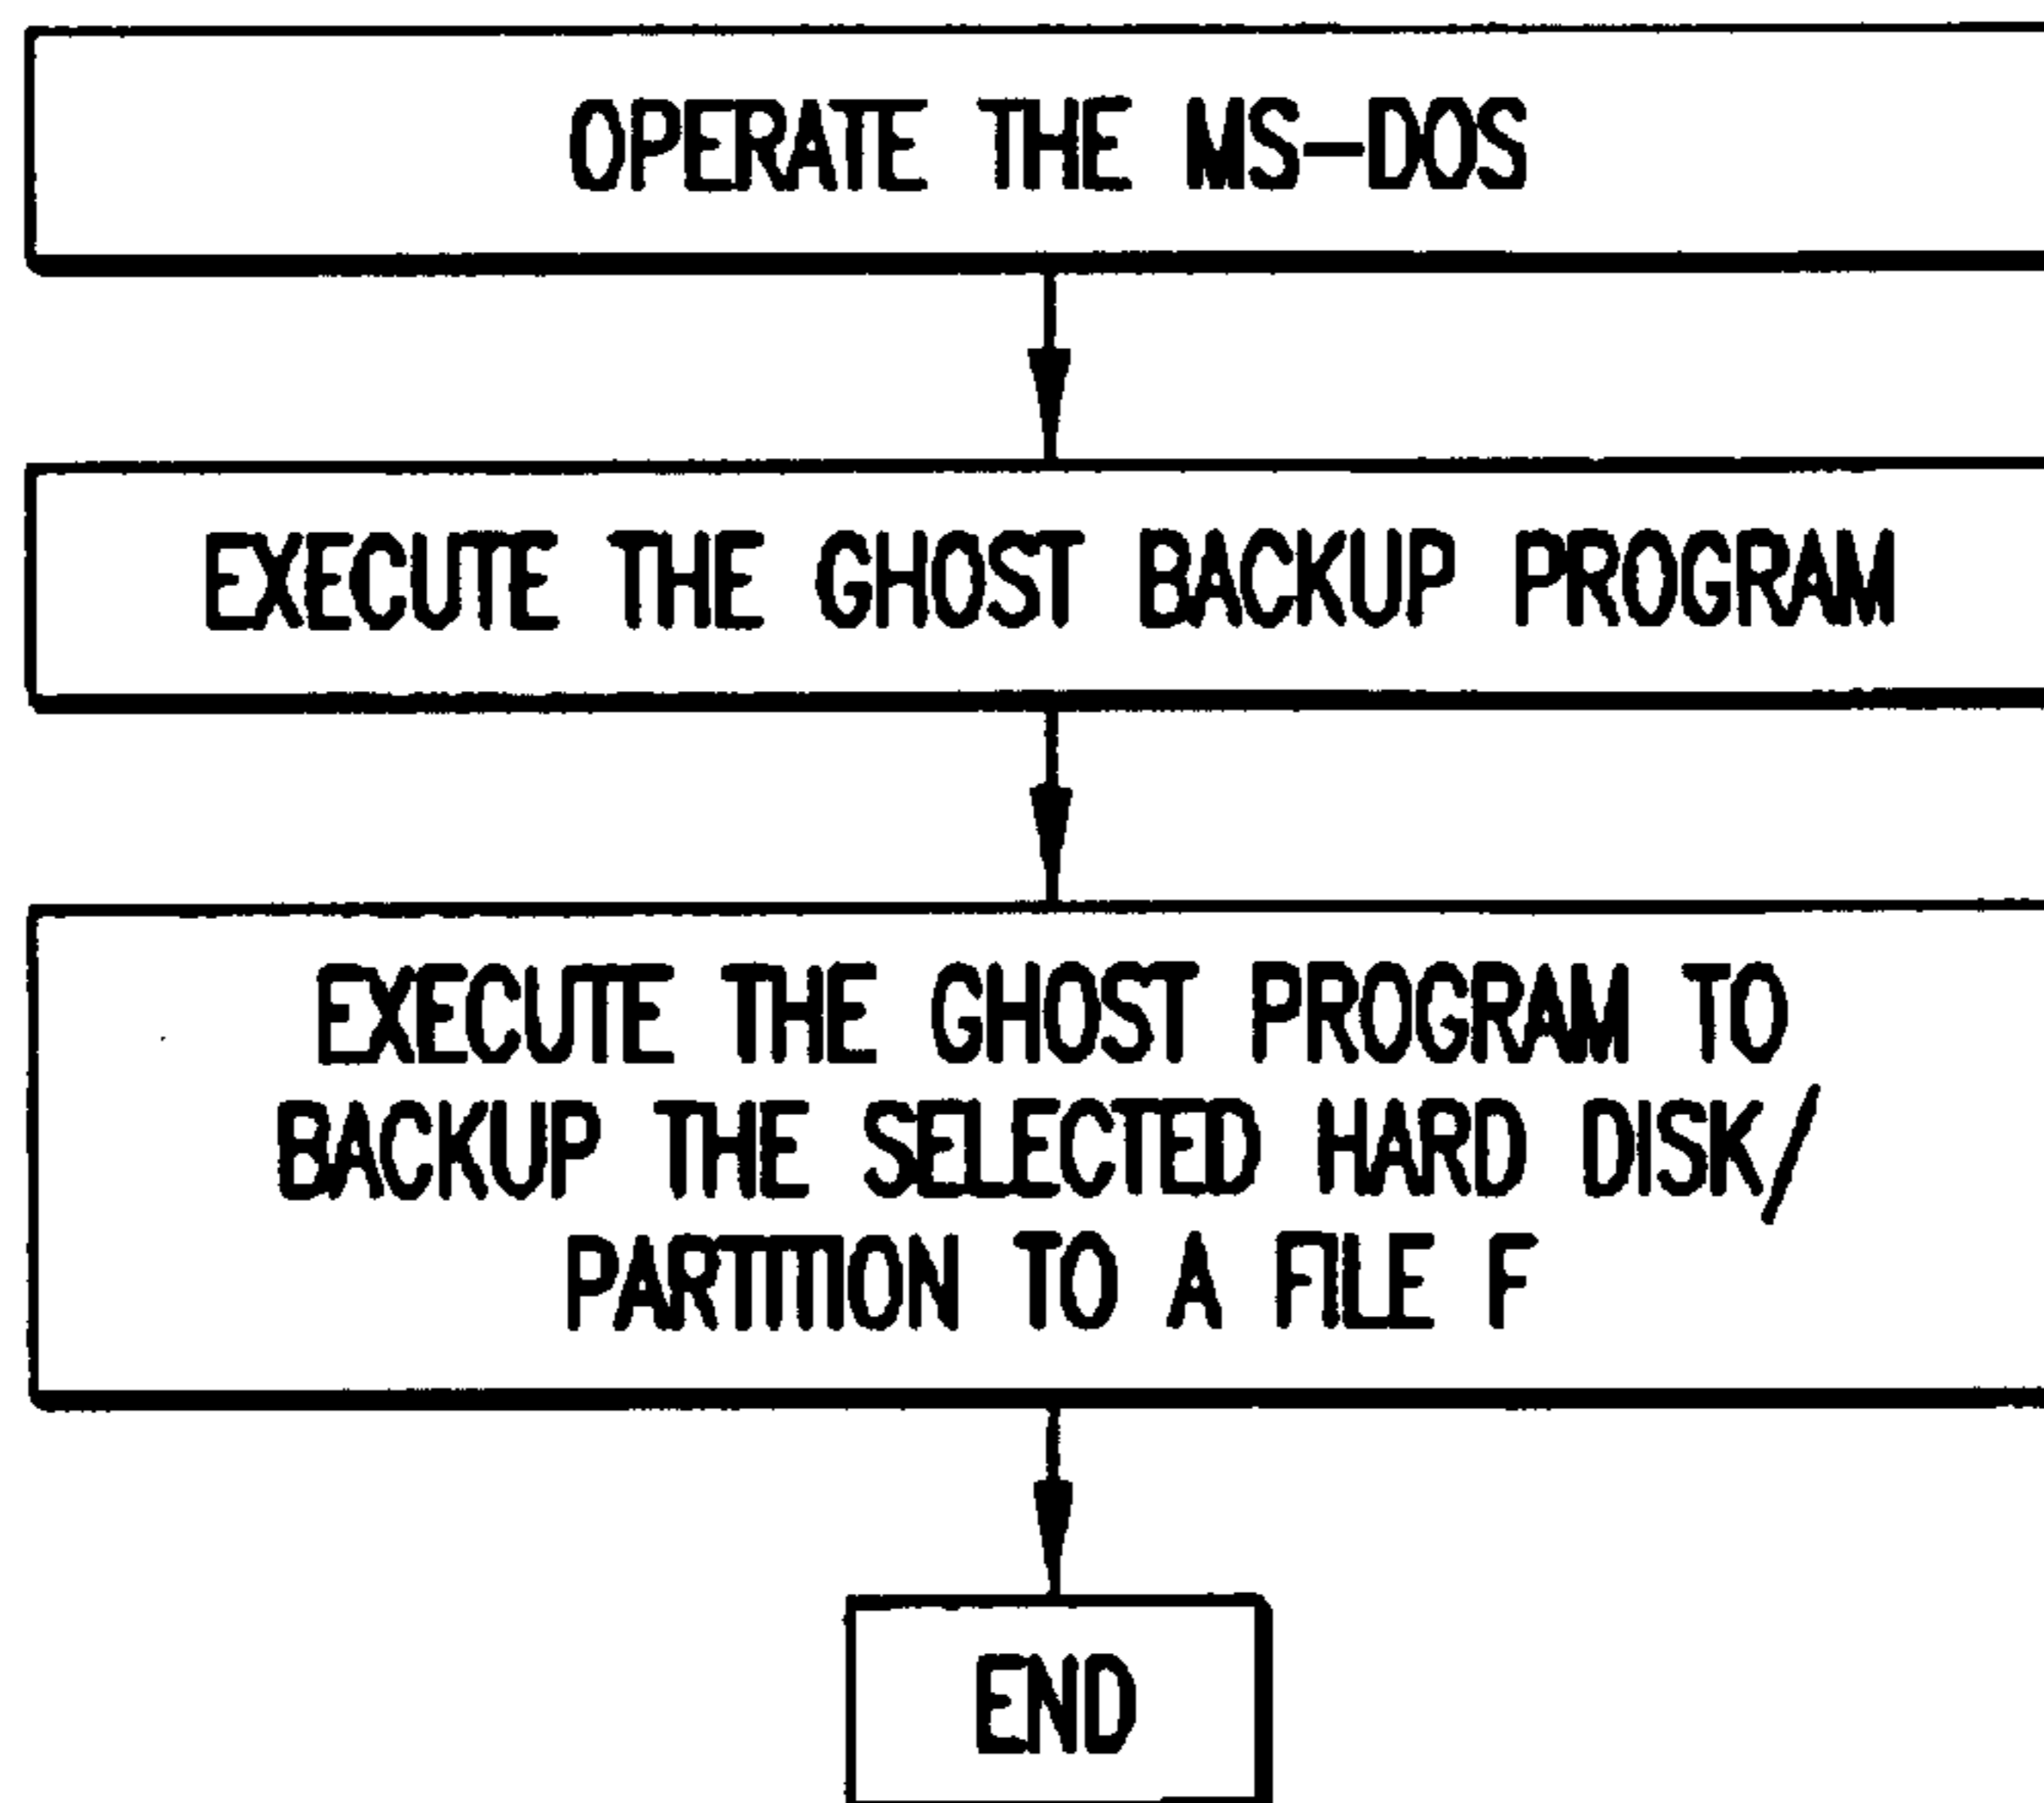 OPERATE THE MS-DOS
EXECUTE THE GHOST BACKUP PROGRAM
EXECUTE THE GHOST PROGRAM TO
BACKUP THE SELECTED HARD DISK/
PARTITION TO A FILE F
END